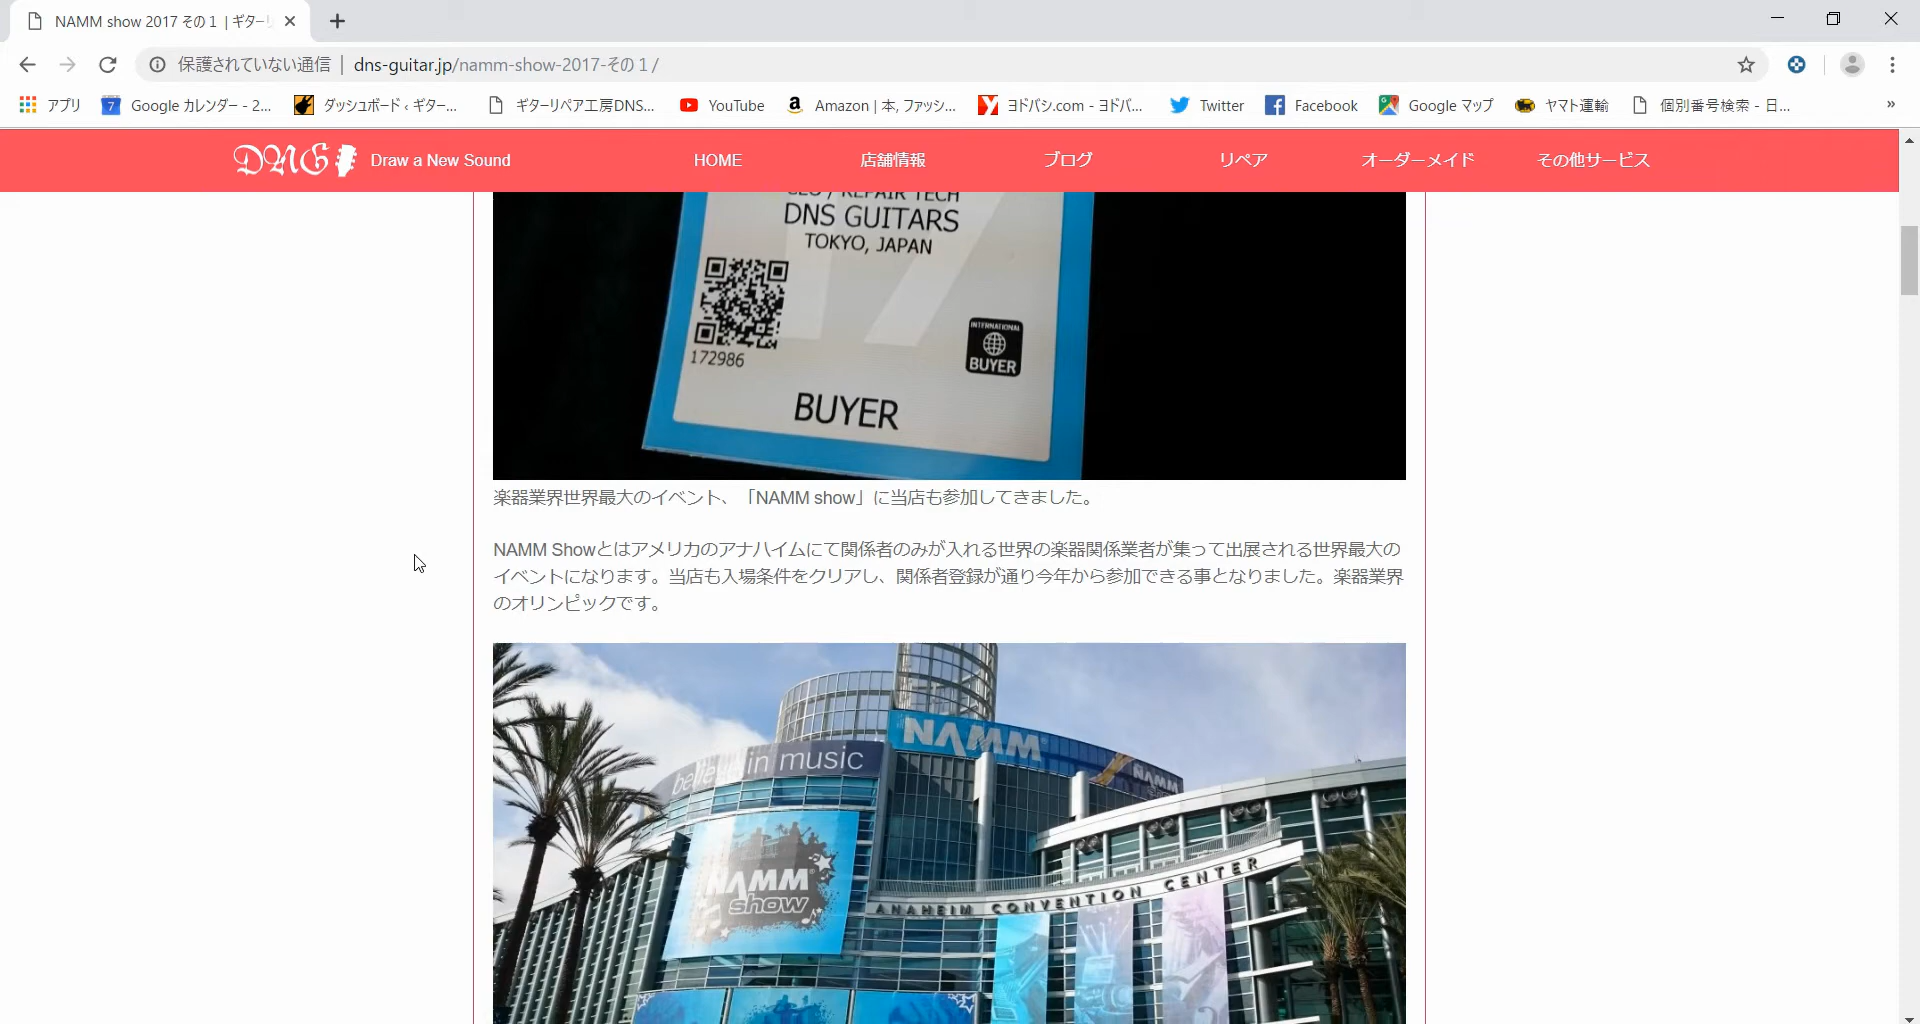 NAMM show 2017 その１ | ギターリ
保護されていない通信 | dns-guitar.jp/namm-show-2017-その１/
アプリ
Google カレンダー - 2...
ダッシュボード ‹ ギター...
ギターリペア工房DNS...
YouTube
Amazon | 本, ファッシ...
ヨドバシ.com - ヨドバ...
Twitter
Facebook
Google マップ
ヤマト運輸
個別番号検索 - 日...
»
DNG Draw a New Sound
HOME
店舗情報
ブログ
リペア
オーダーメイド
その他サービス
CEO / REPAIR TECH
DNS GUITARS
TOKYO, JAPAN
172986
INTERNATIONAL
BUYER
BUYER
楽器業界世界最大のイベント、「NAMM show」に当店も参加してきました。
NAMM Showとはアメリカのアナハイムにて関係者のみが入れる世界の楽器関係業者が集って出展される世界最大の
イベントになります。当店も入場条件をクリアし、関係者登録が通り今年から参加できる事となりました。楽器業界
のオリンピックです。
NAMM
believe in music
NAMM
NAMM
show
ANAHEIM CONVENTION CENTER